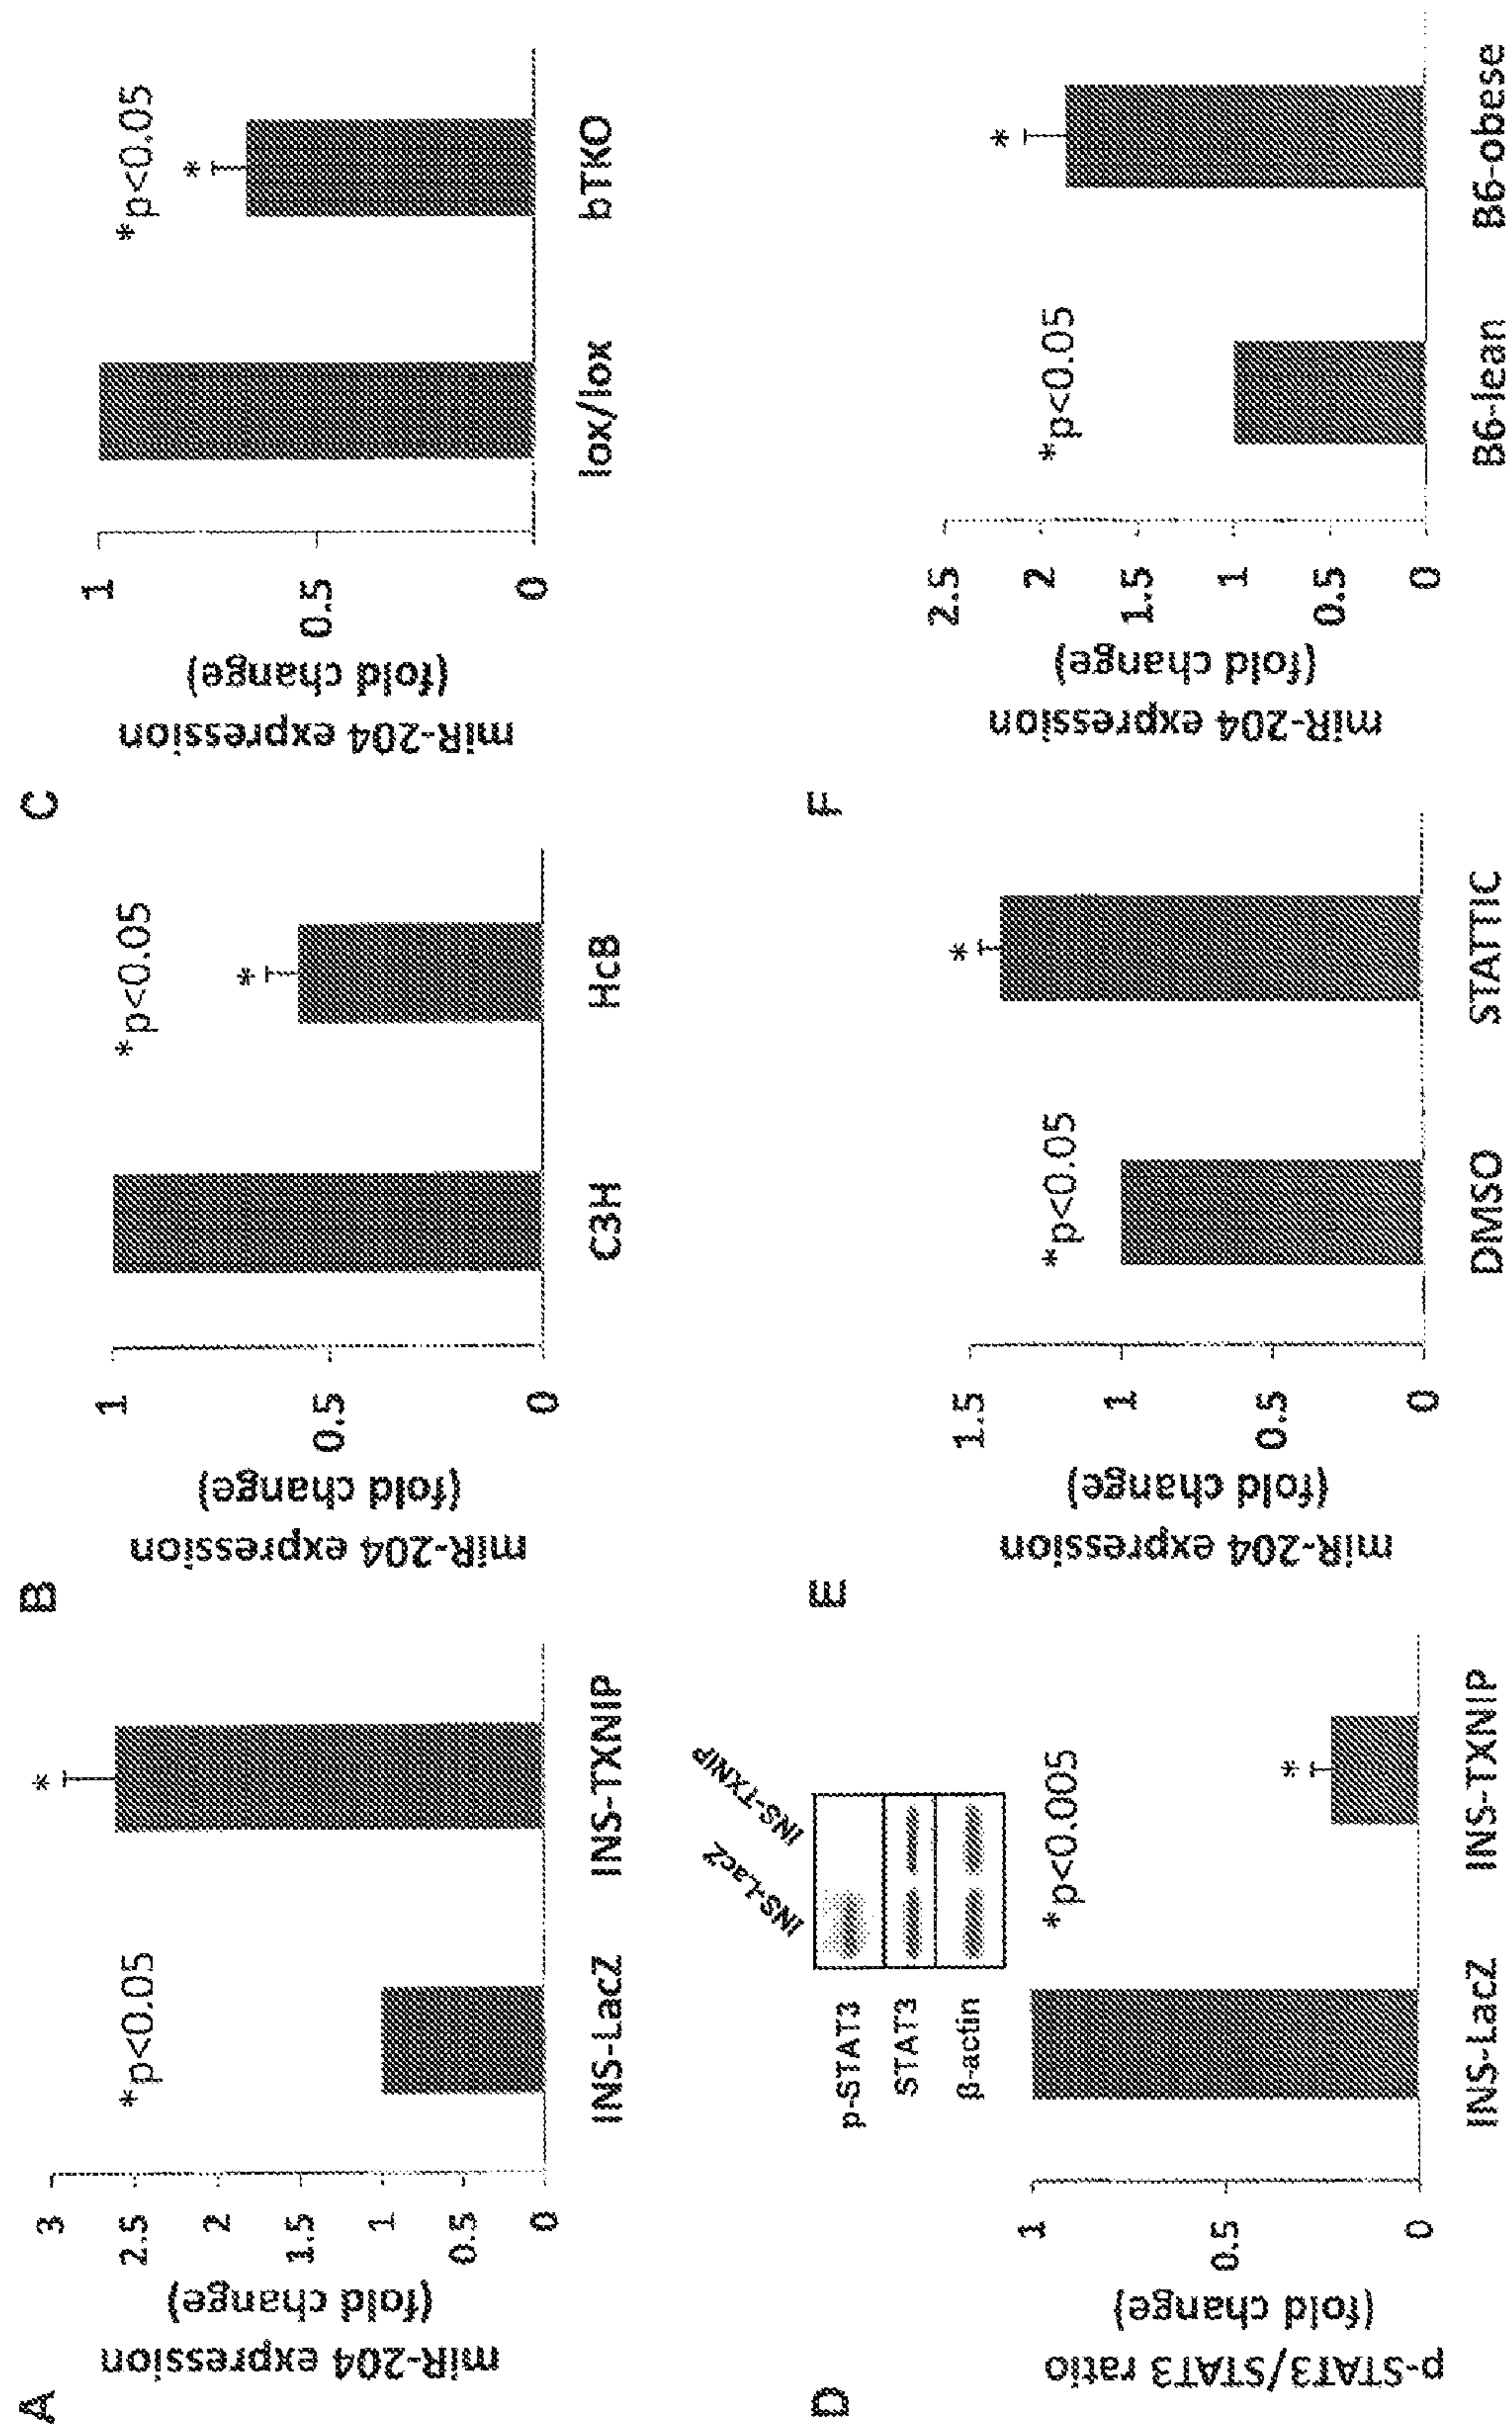 A
miR-204 expression
(fold change)
3
2.5
2
1.5
1
0.5
0
*p<0.05
*
INS-LacZ
INS-TXNIP
B
miR-204 expression
(fold change)
1
0.5
0
*p<0.05
*
C3H
HcB
C
miR-204 expression
(fold change)
1
0.5
0
*p<0.05
*
lox/lox
bTKO
D
p-STAT3/STAT3 ratio
(fold change)
INS-LacZ
INS-TXNIP
p-STAT3
STAT3
β-actin
1
0.5
0
*p<0.005
*
INS-LacZ
INS-TXNIP
E
miR-204 expression
(fold change)
1.5
1
0.5
0
*p<0.05
*
DMSO
STATTIC
F
miR-204 expression
(fold change)
2.5
2
1.5
1
0.5
0
*p<0.05
*
B6-lean
B6-obese